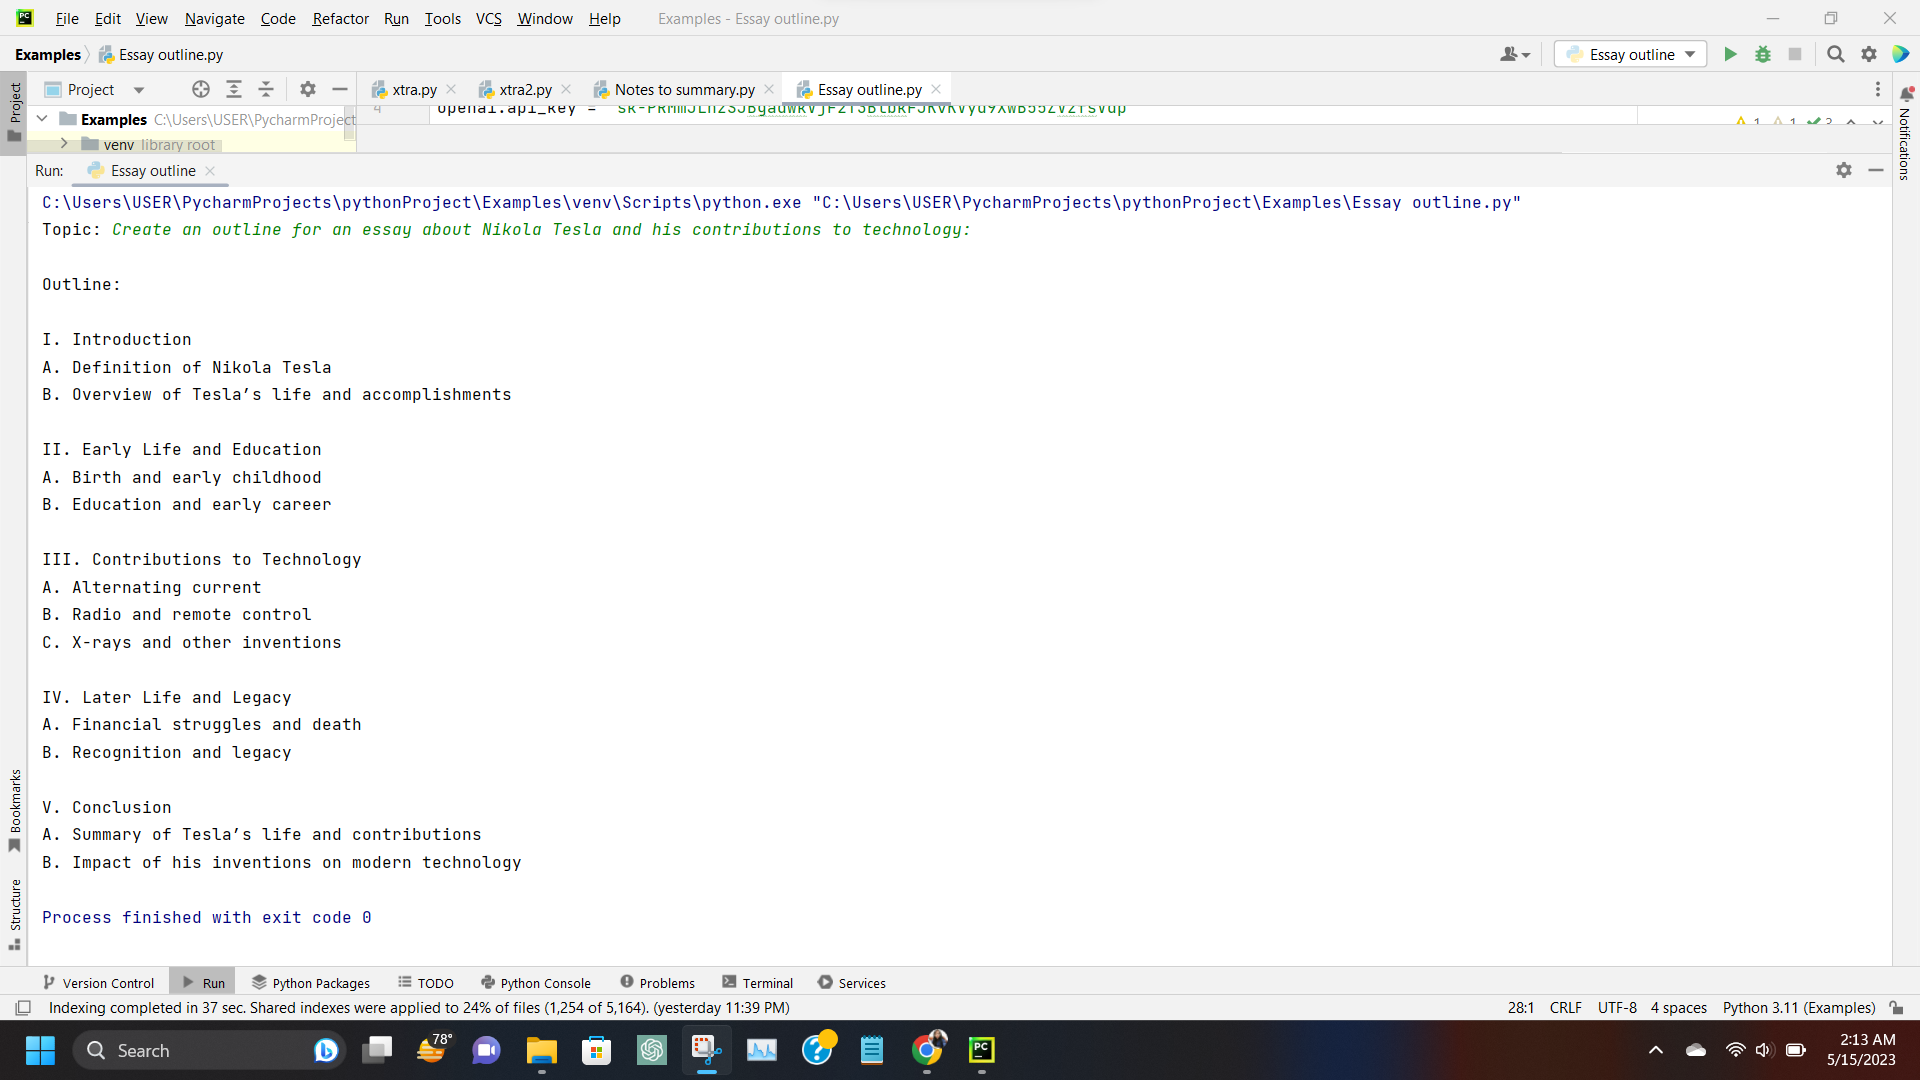 File Edit View Navigate Code Refactor Run Tools VCS Window Help Examples - Essay outline.py
Examples Essay outline.py Essay outline
Project xtra.py xtra2.py Notes to summary.py Essay outline.py
openai.api_key =
Examples C:\Users\USER\PycharmProject
venv library root
Run: Essay outline
C:\Users\USER\PycharmProjects\pythonProject\Examples\venv\Scripts\python.exe "C:\Users\USER\PycharmProjects\pythonProject\Examples\Essay outline.py"
Topic: Create an outline for an essay about Nikola Tesla and his contributions to technology:
Outline:
I. Introduction
A. Definition of Nikola Tesla
B. Overview of Tesla’s life and accomplishments
II. Early Life and Education
A. Birth and early childhood
B. Education and early career
III. Contributions to Technology
A. Alternating current
B. Radio and remote control
C. X-rays and other inventions
IV. Later Life and Legacy
A. Financial struggles and death
B. Recognition and legacy
V. Conclusion
A. Summary of Tesla’s life and contributions
B. Impact of his inventions on modern technology
Process finished with exit code 0
Project
Bookmarks
Structure
Notifications
Version Control Run Python Packages TODO Python Console Problems Terminal Services
Indexing completed in 37 sec. Shared indexes were applied to 24% of files (1,254 of 5,164). (yesterday 11:39 PM) 28:1 CRLF UTF-8 4 spaces Python 3.11 (Examples)
Search 78° PC 2:13 AM
5/15/2023